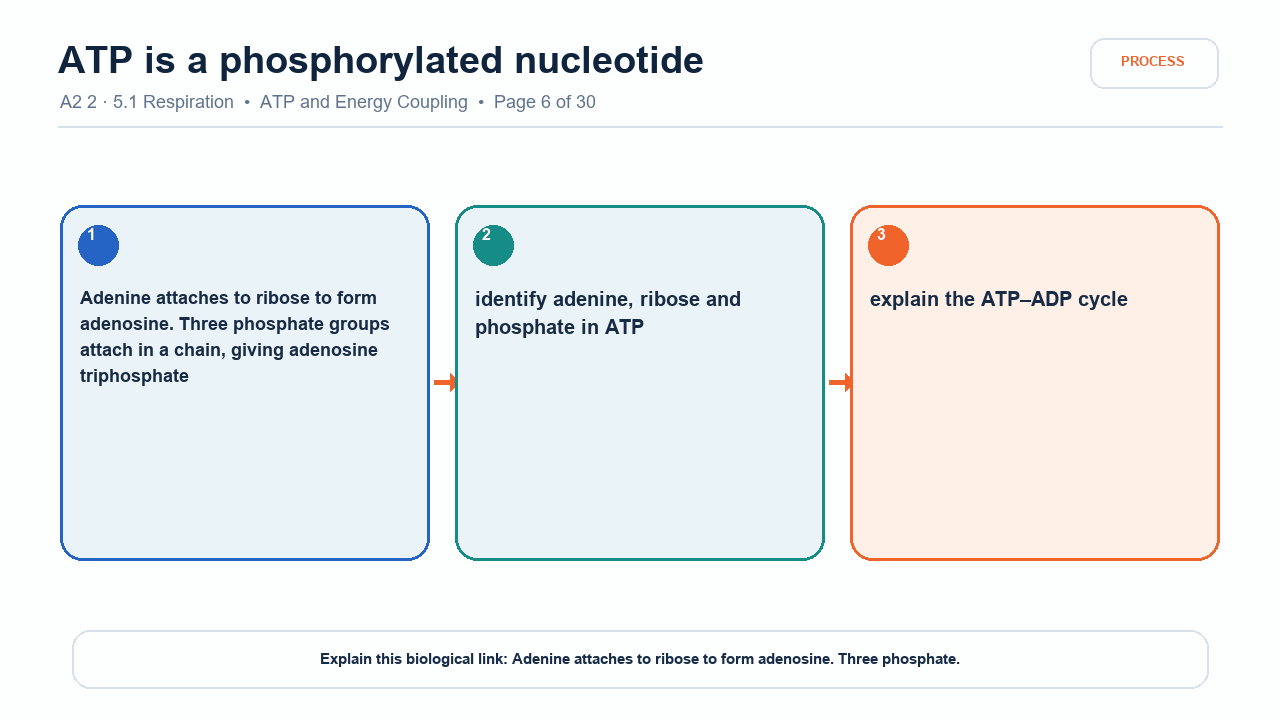 ATP is a phosphorylated nucleotide
PROCESS
A2 2 · 5.1 Respiration • ATP and Energy Coupling • Page 6 of 30
1
Adenine attaches to ribose to form
adenosine. Three phosphate groups
attach in a chain, giving adenosine
triphosphate
2
identify adenine, ribose and
phosphate in ATP
3
explain the ATP–ADP cycle
Explain this biological link: Adenine attaches to ribose to form adenosine. Three phosphate.